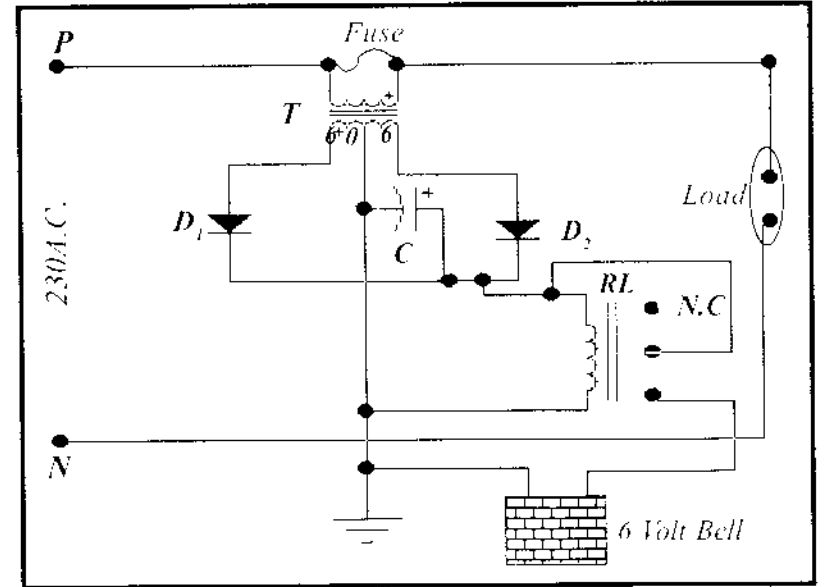 Fuse
P
+
T
6+0 6
Load
230A.C.
+
D1
C
D2
RL
N.C
N
6 Volt Bell